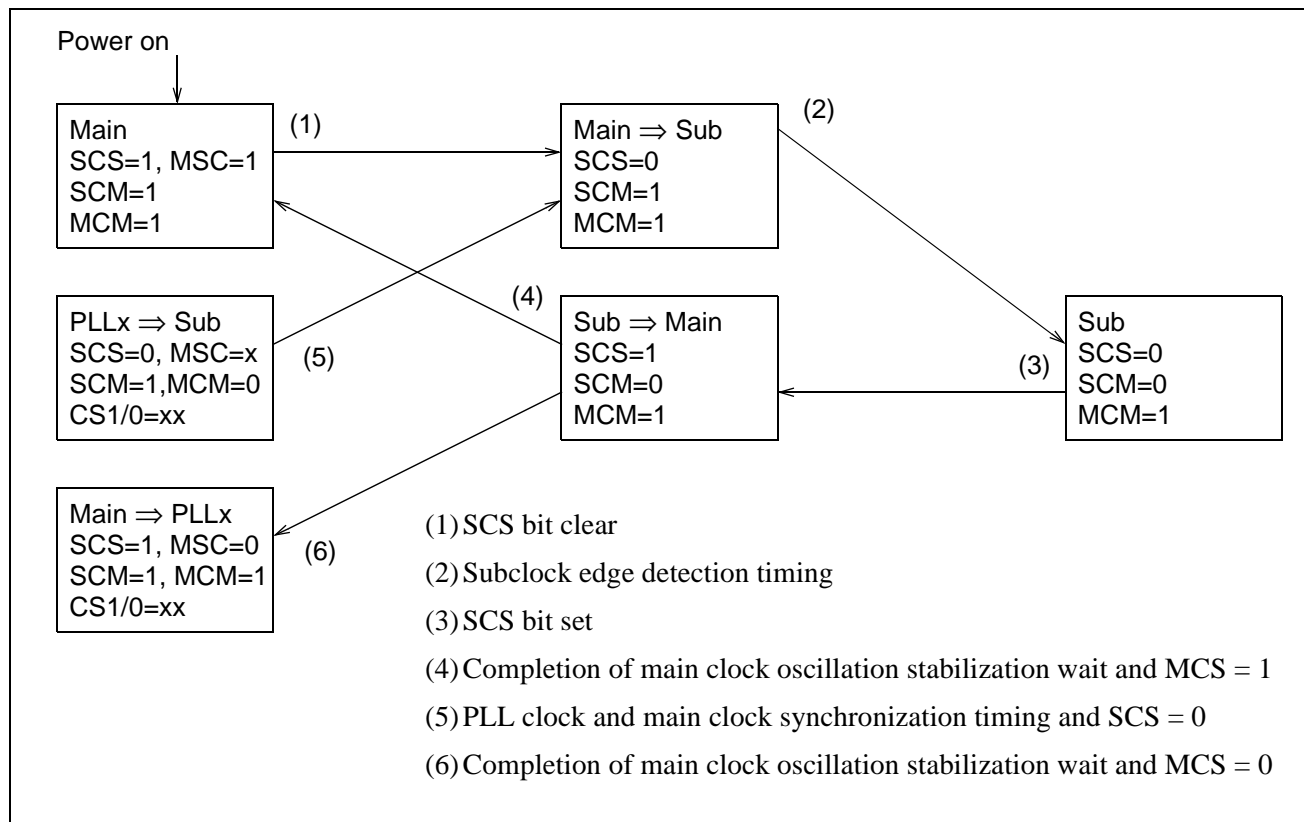 Power on
Main
SCS=1, MSC=1
SCM=1
MCM=1
(1)
Main ⇒ Sub
SCS=0
SCM=1
MCM=1
(2)
PLLx ⇒ Sub
SCS=0, MSC=x
SCM=1,MCM=0
CS1/0=xx
(5)
(4)
Sub ⇒ Main
SCS=1
SCM=0
MCM=1
(3)
Sub
SCS=0
SCM=0
MCM=1
Main ⇒ PLLx
SCS=1, MSC=0
SCM=1, MCM=1
CS1/0=xx
(6)
(1) SCS bit clear
(2) Subclock edge detection timing
(3) SCS bit set
(4) Completion of main clock oscillation stabilization wait and MCS = 1
(5) PLL clock and main clock synchronization timing and SCS = 0
(6) Completion of main clock oscillation stabilization wait and MCS = 0